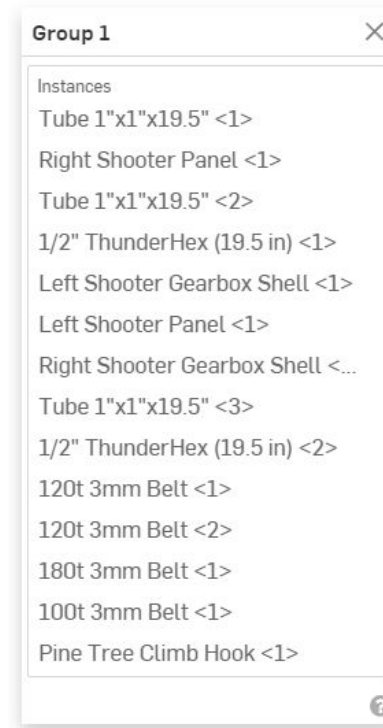 Group 1
Instances
Tube 1"x1"x19.5" <1>
Right Shooter Panel <1>
Tube 1"x1"x19.5" <2>
1/2" ThunderHex (19.5 in) <1>
Left Shooter Gearbox Shell <1>
Left Shooter Panel <1>
Right Shooter Gearbox Shell <...
Tube 1"x1"x19.5" <3>
1/2" ThunderHex (19.5 in) <2>
120t 3mm Belt <1>
120t 3mm Belt <2>
180t 3mm Belt <1>
100t 3mm Belt <1>
Pine Tree Climb Hook <1>
?